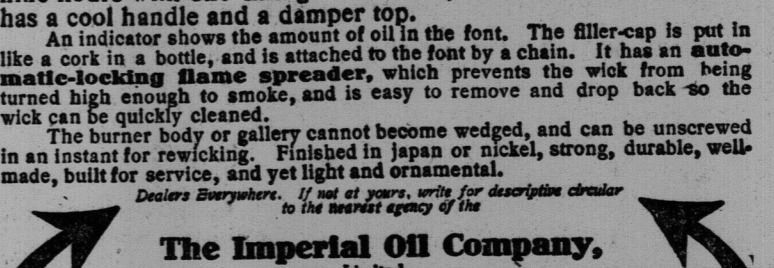 has a cool handle and a damper top.
An indicator shows the amount of oil in the font. The filler-cap is put in
like a cork in a bottle, and is attached to the font by a chain. It has an auto-
matic-locking flame spreader, which prevents the wick from being
turned high enough to smoke, and is easy to remove and drop back so the
wick can be quickly cleaned.
The burner body or gallery cannot become wedged, and can be unscrewed
in an instant for rewicking. Finished in japan or nickel, strong, durable, well-
made, built for service, and yet light and ornamental.
Dealers Everywhere. If not at yours, write for descriptive circular
to the nearest agency of the
The Imperial Oil Company,